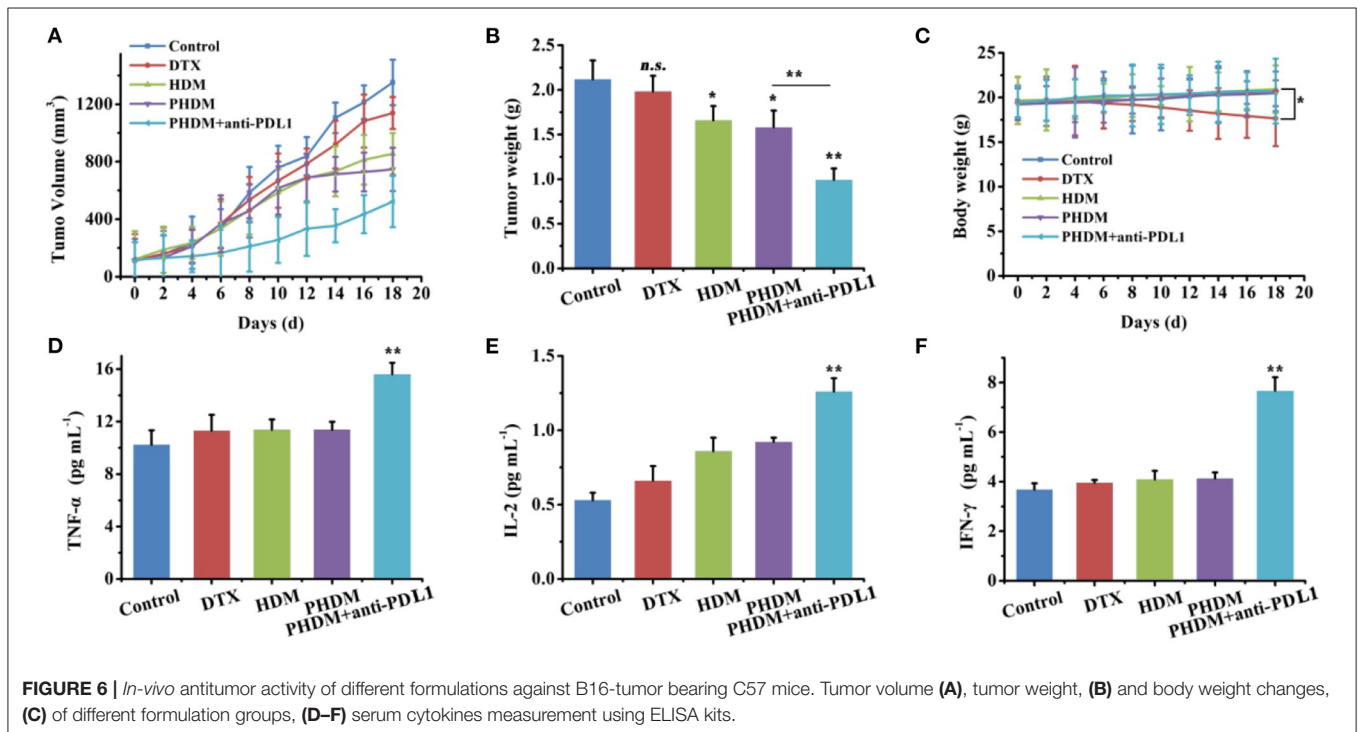 A
Control
DTX
HDM
PHDM
PHDM+anti-PDL1
Tumo Volume (mm³)
1200
800
400
0
0 2 4 6 8 10 12 14 16 18 20
Days (d)
B
n.s.
*
*
**
**
Tumor weight (g)
2.5
2.0
1.5
1.0
0.5
0.0
Control
DTX
HDM
PHDM
PHDM+anti-PDL1
C
*
Body weight (g)
25
20
15
10
5
0
Control
DTX
HDM
PHDM
PHDM+anti-PDL1
0 2 4 6 8 10 12 14 16 18 20
Days (d)
D
**
TNF-α (pg mL⁻¹)
16
12
8
4
0
Control
DTX
HDM
PHDM
PHDM+anti-PDL1
E
**
IL-2 (pg mL⁻¹)
1.5
1.0
0.5
0.0
Control
DTX
HDM
PHDM
PHDM+anti-PDL1
F
**
IFN-γ (pg mL⁻¹)
8
6
4
2
0
Control
DTX
HDM
PHDM
PHDM+anti-PDL1
FIGURE 6 | In-vivo antitumor activity of different formulations against B16-tumor bearing C57 mice. Tumor volume (A), tumor weight, (B) and body weight changes,
(C) of different formulation groups, (D–F) serum cytokines measurement using ELISA kits.